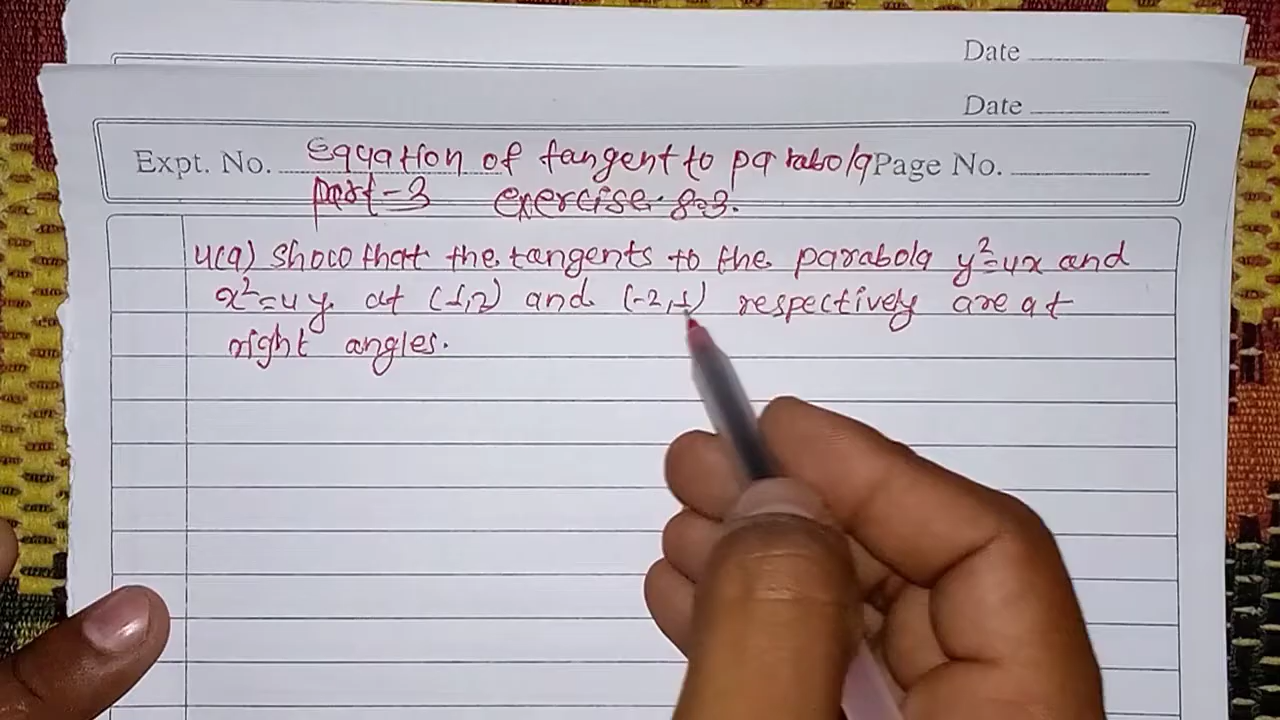 Date
Date
Expt. No. Equation of tangent to parabola Page No.
part-3 exercise. 8.3.
4(a) Show that the tangents to the parabola y²=4x and
x²=4y at (1,2) and (-2,1) respectively are at
right angles.